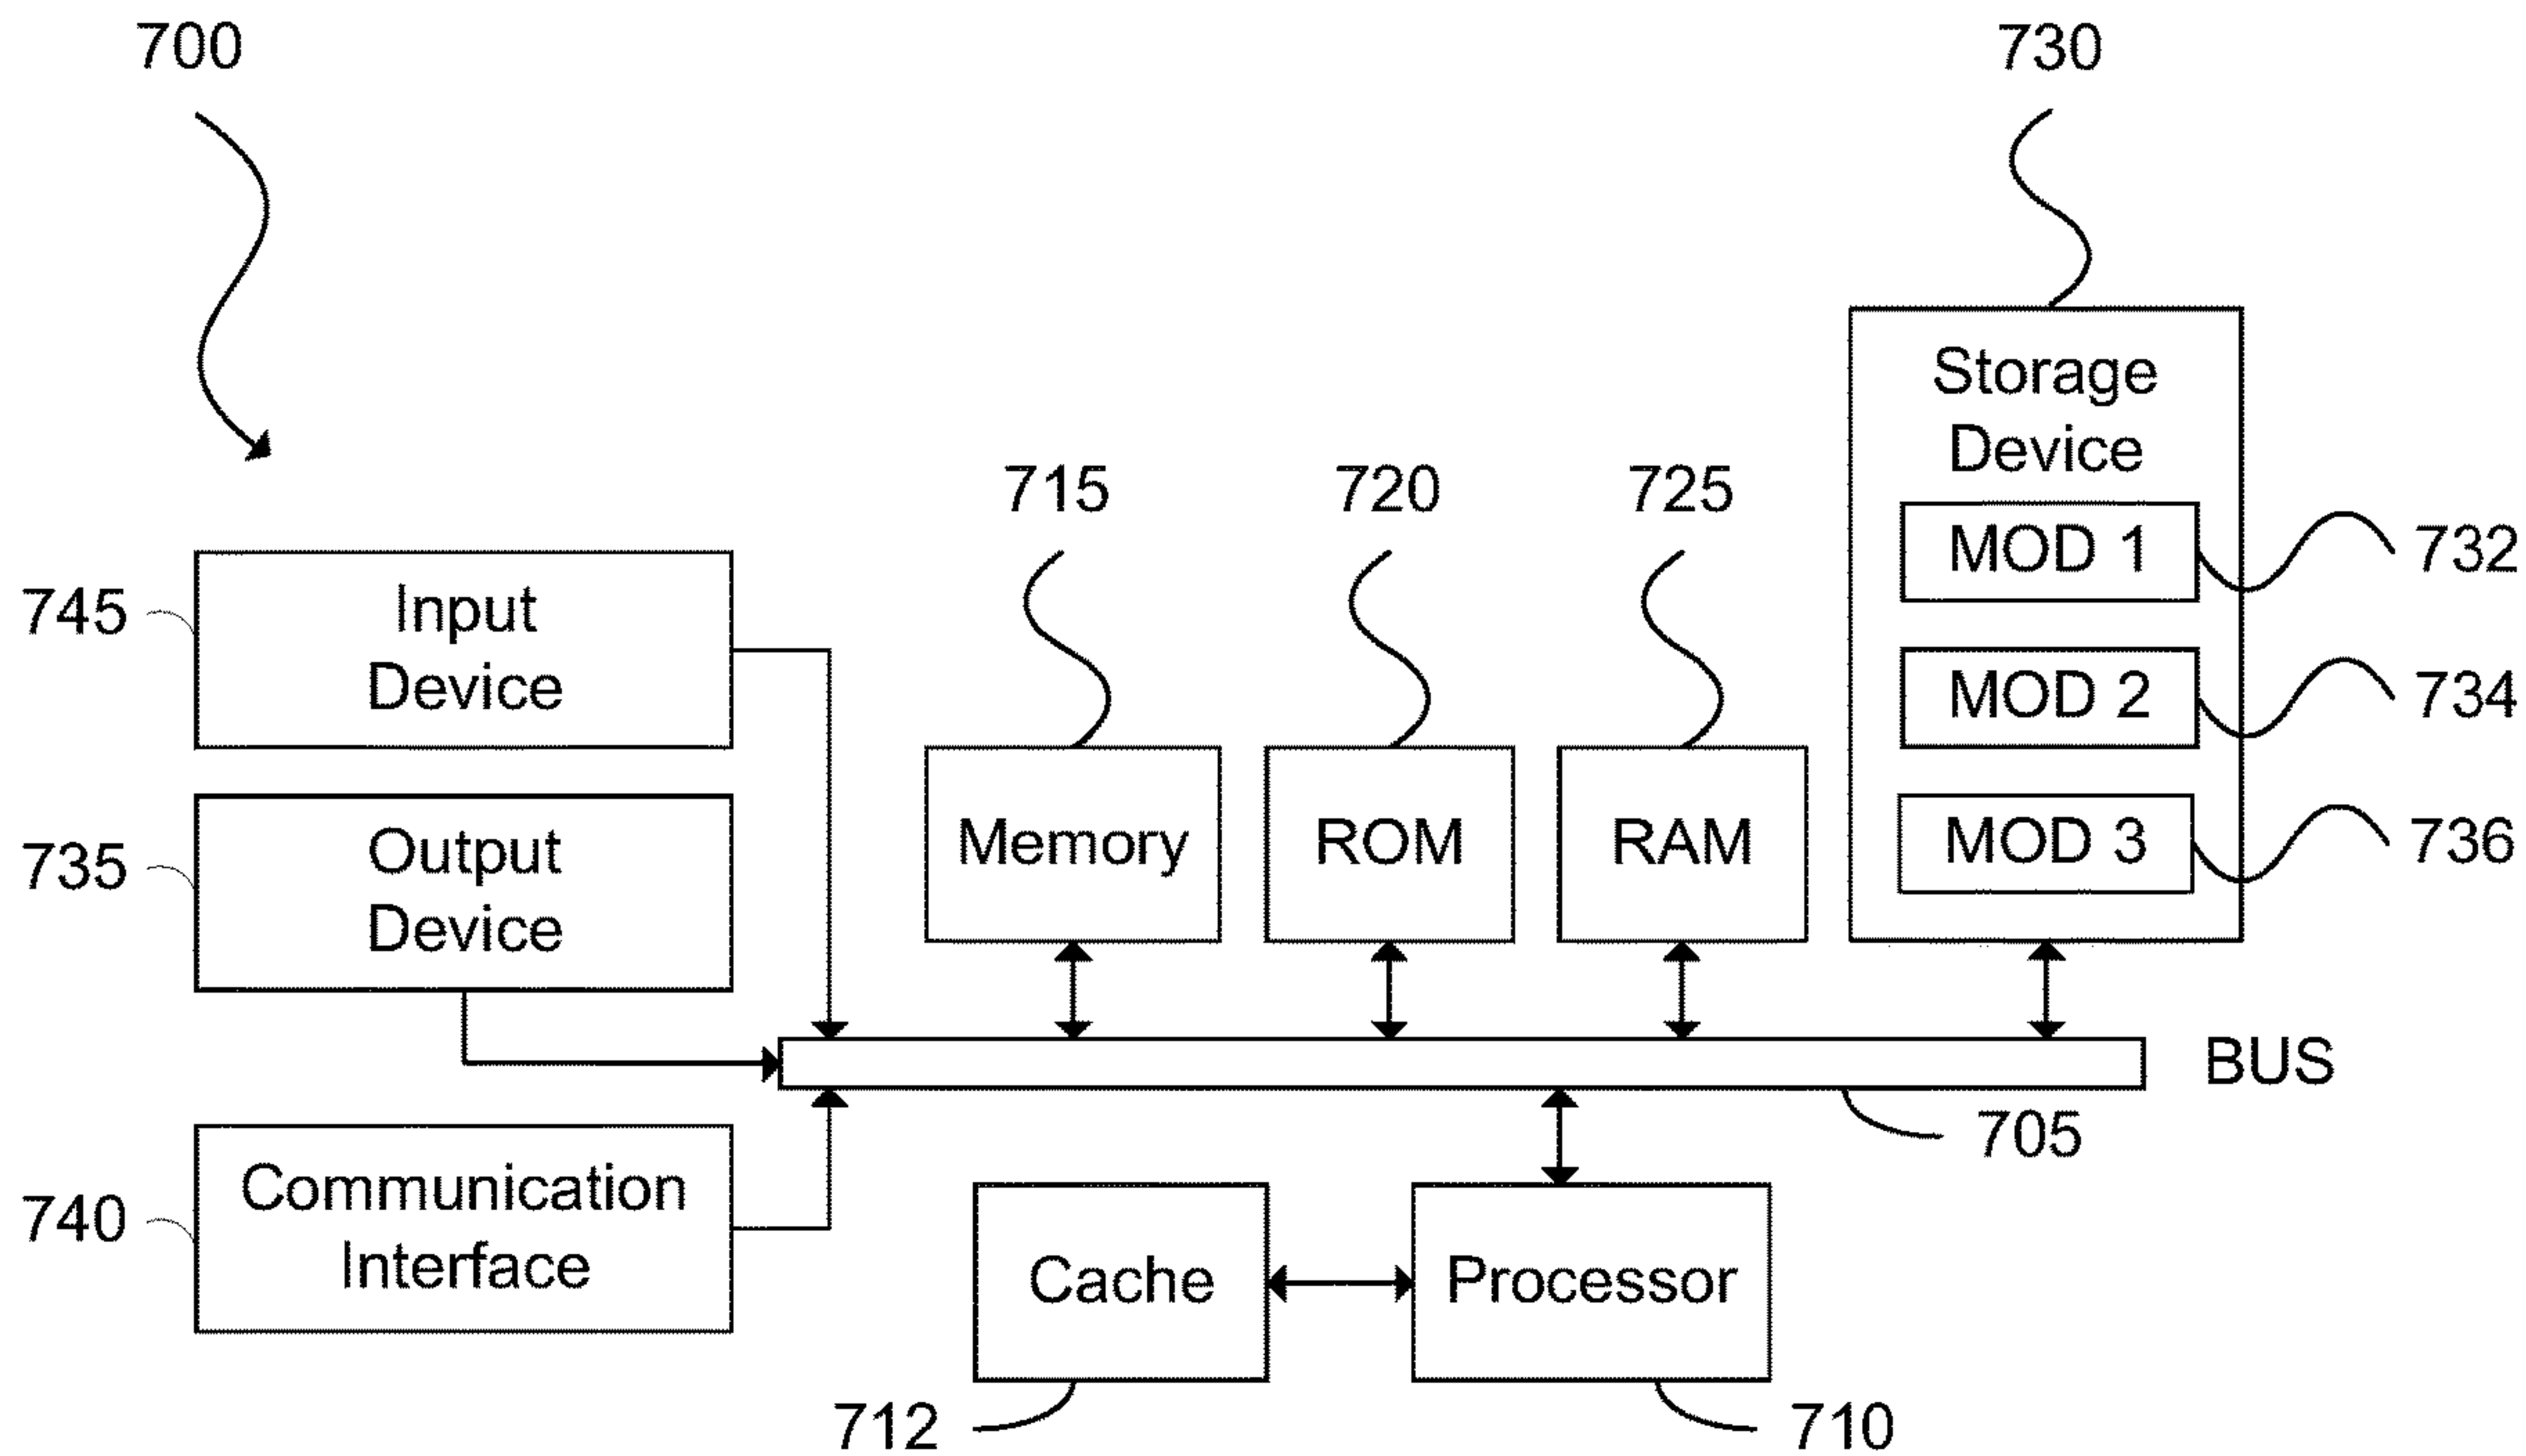 700
730
Storage
Device
715
720
725
MOD 1
732
745
Input
Device
MOD 2
734
735
Output
Device
Memory
ROM
RAM
MOD 3
736
BUS
705
740
Communication
Interface
Cache
Processor
712
710